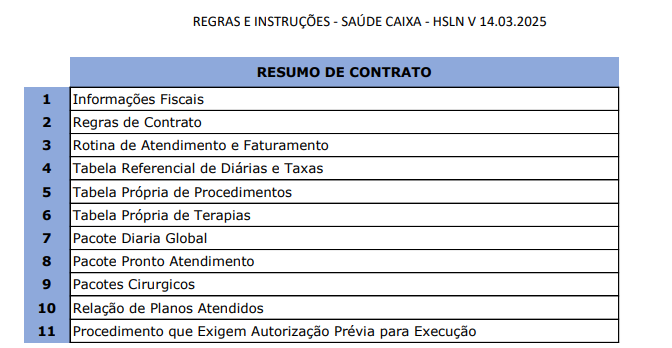 REGRAS E INSTRUÇÕES - SAÚDE CAIXA - HSLN V 14.03.2025
RESUMO DE CONTRATO
1 Informações Fiscais
2 Regras de Contrato
3 Rotina de Atendimento e Faturamento
4 Tabela Referencial de Diárias e Taxas
5 Tabela Própria de Procedimentos
6 Tabela Própria de Terapias
7 Pacote Diaria Global
8 Pacote Pronto Atendimento
9 Pacotes Cirurgicos
10 Relação de Planos Atendidos
11 Procedimento que Exigem Autorização Prévia para Execução